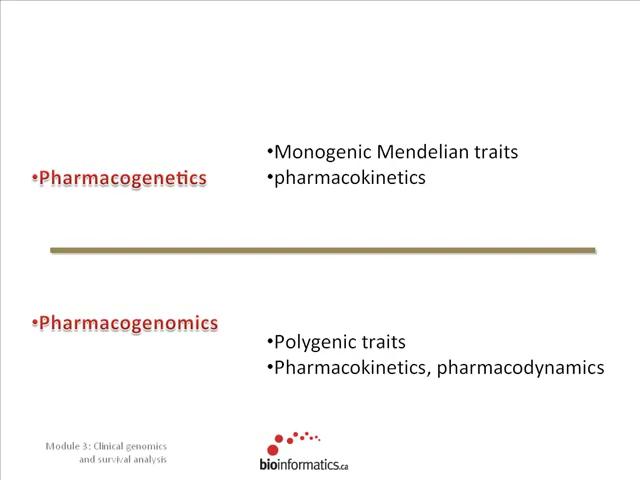 •Monogenic Mendelian traits
•Pharmacogenetics
•pharmacokinetics
•Pharmacogenomics
•Polygenic traits
•Pharmacokinetics, pharmacodynamics
Module 3: Clinical genomics
and survival analysis
bioinformatics.ca